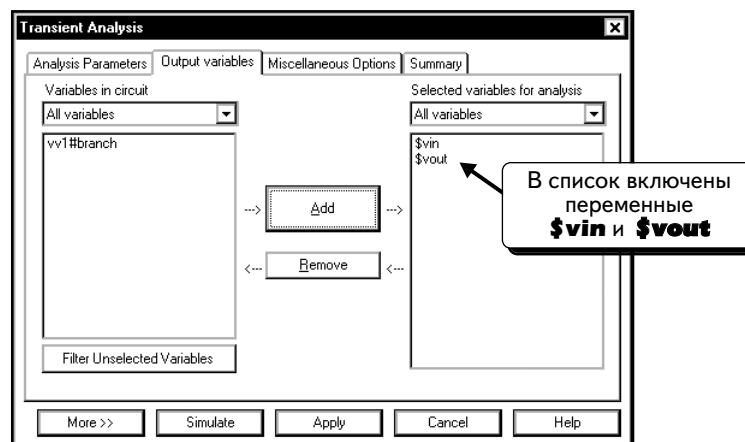 Transient Analysis
Analysis Parameters Output variables Miscellaneous Options Summary
Variables in circuit
All variables
vv1#branch
Selected variables for analysis
All variables
$vin
$vout
---> Add --->
<--- Remove <---
Filter Unselected Variables
More >> Simulate Apply Cancel Help
В список включены
переменные
$vin и $vout